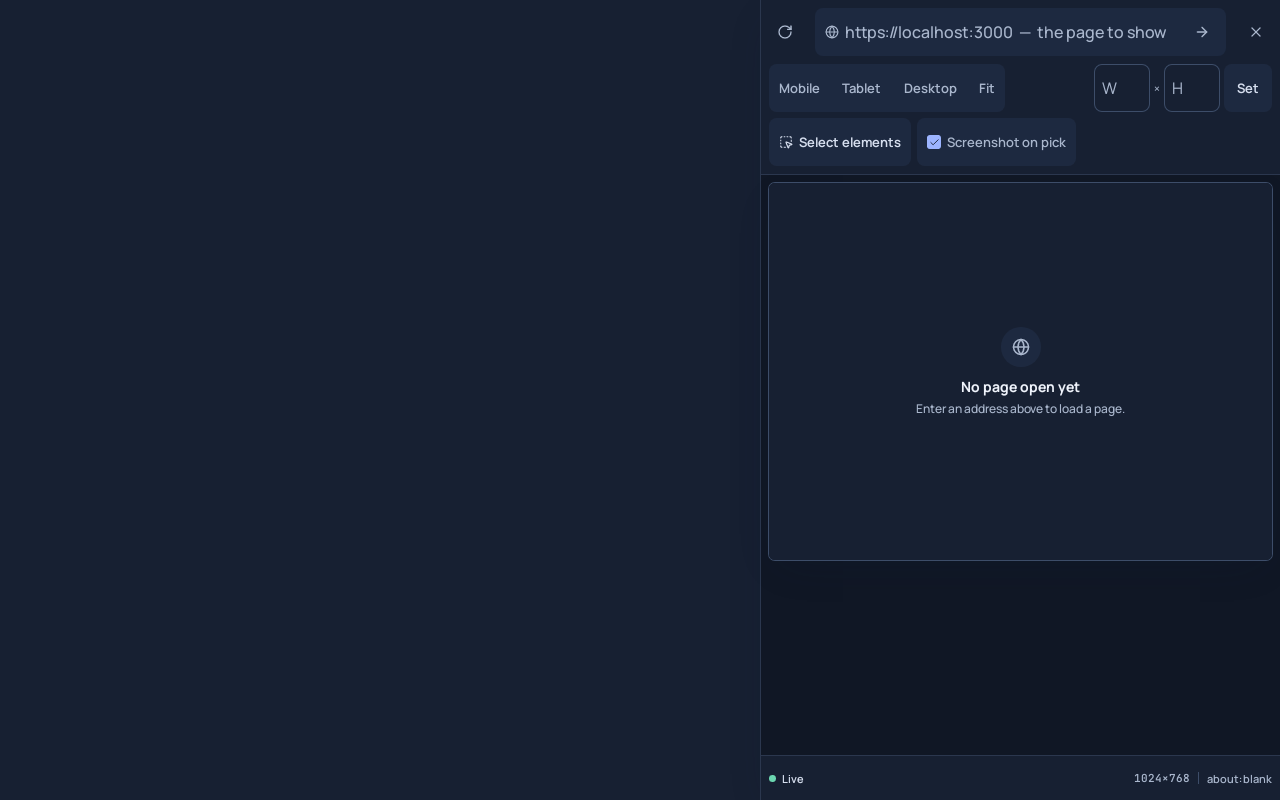 https://localhost:3000 — the page to show
Mobile Tablet Desktop Fit W × H Set
Select elements Screenshot on pick
No page open yet
Enter an address above to load a page.
Live 1024×768 about:blank